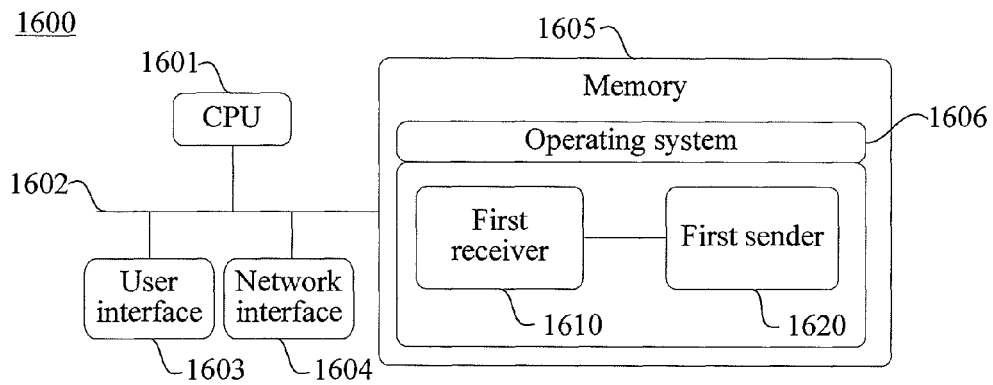 1600
1605
1601
Memory
CPU
1606
Operating system
1602
First
receiver
First sender
User
interface
Network
interface
1610
1620
1603
1604